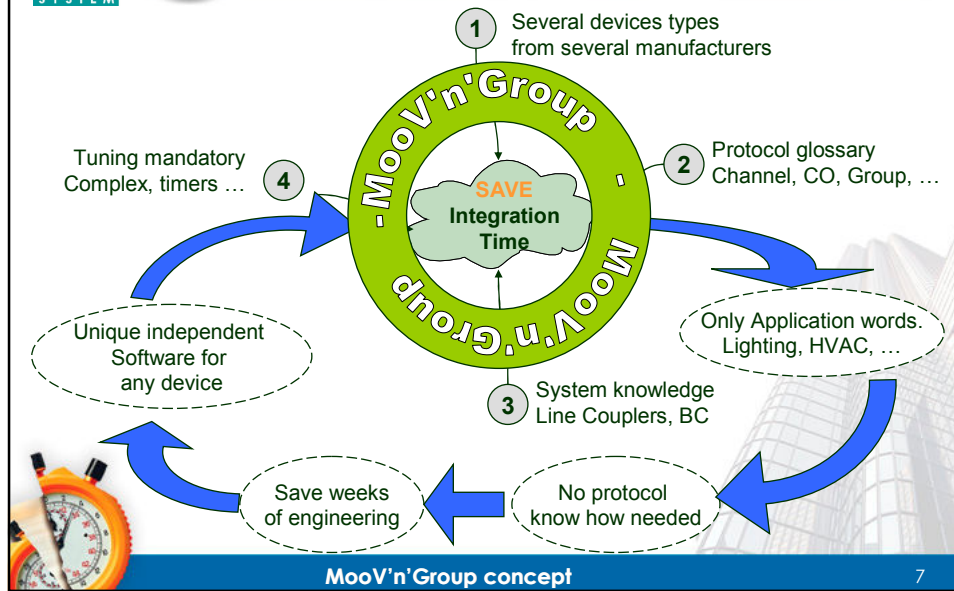 SYSTEM
1
Several devices types
from several manufacturers
-MooV'n'Group -
MooV'n'Group
2
Protocol glossary
Channel, CO, Group, …
Tuning mandatory
Complex, timers …
4
SAVE
Integration
Time
Only Application words.
Lighting, HVAC, …
Unique independent
Software for
any device
3
System knowledge
Line Couplers, BC
Save weeks
of engineering
No protocol
know how needed
MooV'n'Group concept
7